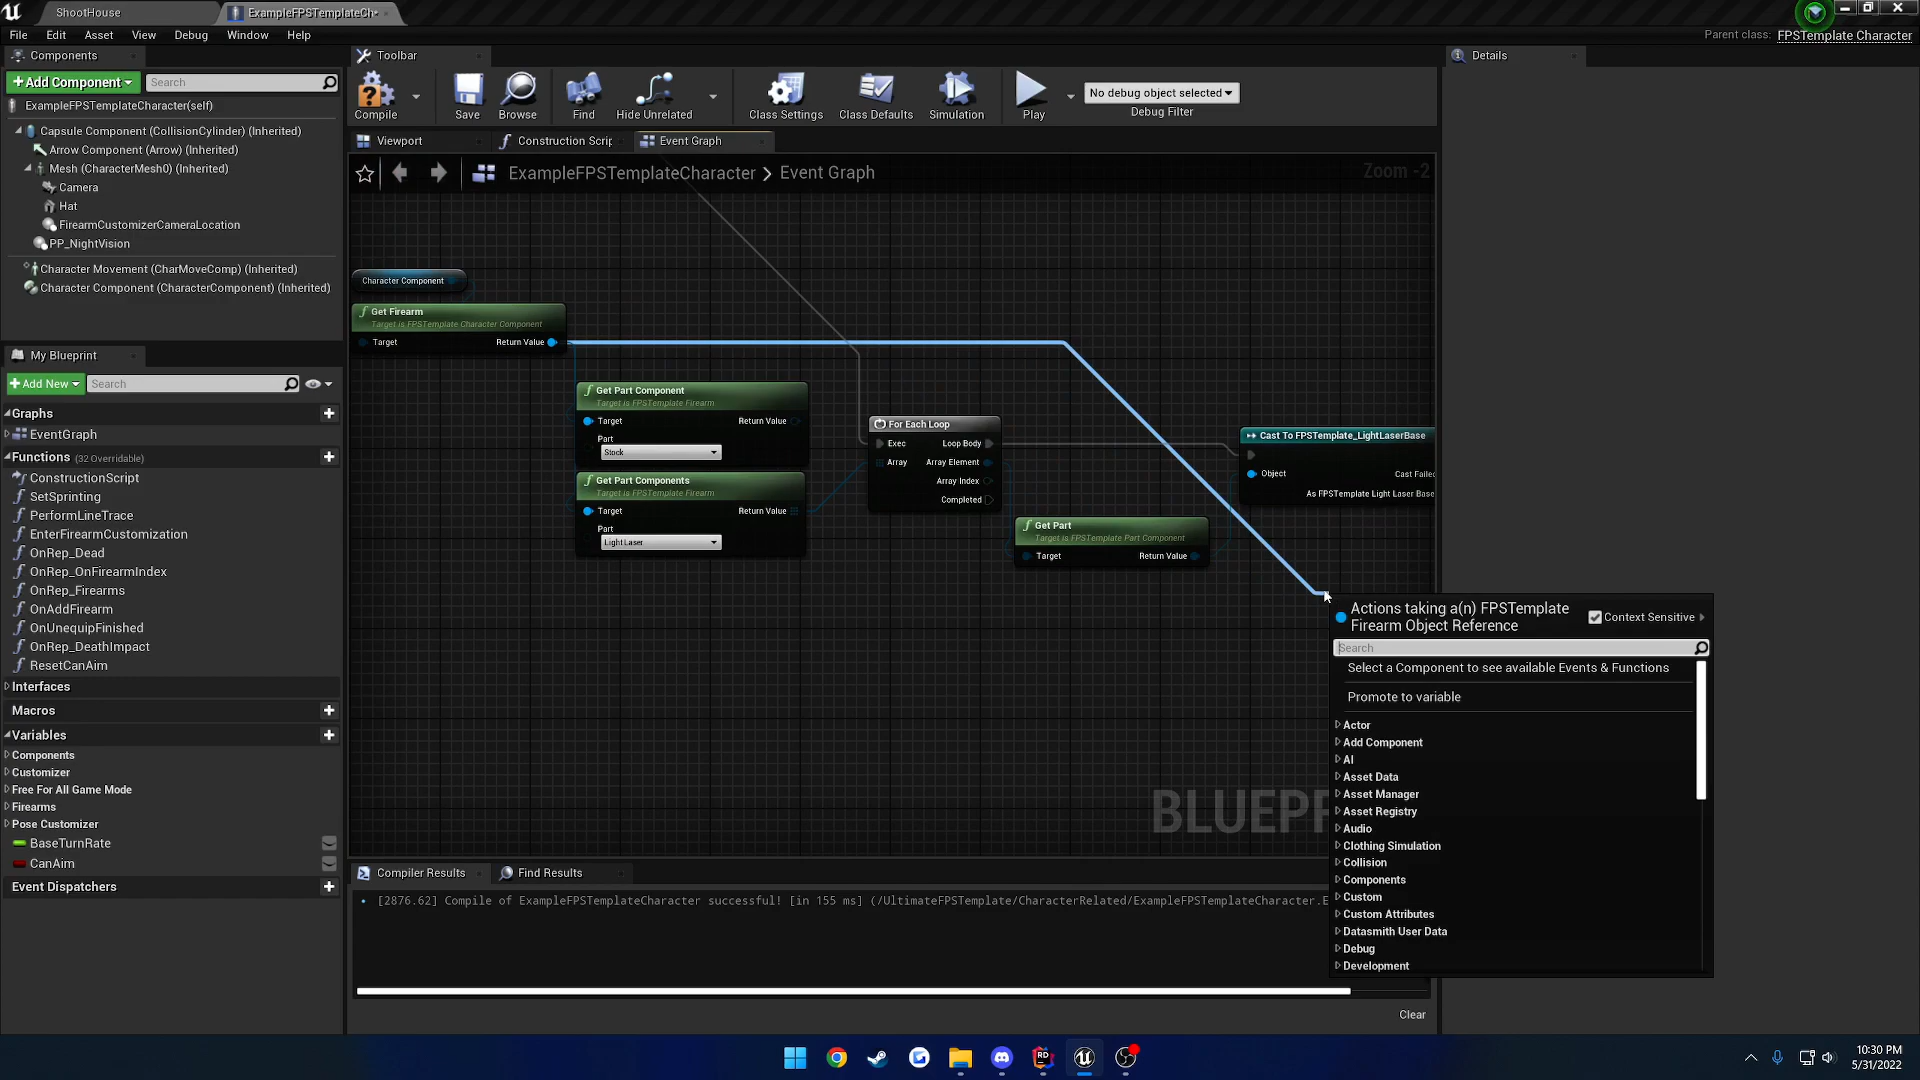 ShootHouse
ExampleFPSTemplateCh*
File Edit Asset View Debug Window Help
Parent class: FPSTemplate Character
Components
+Add Component
Search
ExampleFPSTemplateCharacter(self)
Capsule Component (CollisionCylinder) (Inherited)
Arrow Component (Arrow) (Inherited)
Mesh (CharacterMesh0) (Inherited)
Camera
Hat
FirearmCustomizerCameraLocation
PP_NightVision
Character Movement (CharMoveComp) (Inherited)
Character Component (CharacterComponent) (Inherited)
My Blueprint
+Add New
Search
Graphs
EventGraph
Functions (32 Overridable)
ConstructionScript
SetSprinting
PerformLineTrace
EnterFirearmCustomization
OnRep_Dead
OnRep_OnFirearmIndex
OnRep_Firearms
OnAddFirearm
OnUnequipFinished
OnRep_DeathImpact
ResetCanAim
Interfaces
Macros
Variables
Components
Customizer
Free For All Game Mode
Firearms
Pose Customizer
BaseTurnRate
CanAim
Event Dispatchers
Toolbar
Compile
Save
Browse
Find
Hide Unrelated
Class Settings
Class Defaults
Simulation
Play
No debug object selected
Debug Filter
Viewport
Construction Scrip
Event Graph
ExampleFPSTemplateCharacter > Event Graph
Zoom -2
Character Component
Get Firearm
Target is FPSTemplate Character Component
Target Return Value
Get Part Component
Target is FPSTemplate Firearm
Target Return Value
Part
Stock
Get Part Components
Target is FPSTemplate Firearm
Target Return Value
Part
LightLaser
For Each Loop
Exec Loop Body
Array Array Element
Array Index
Completed
Get Part
Target is FPSTemplate Part Component
Target Return Value
Cast To FPSTemplate_LightLaserBase
Object Cast Failed
As FPSTemplate Light Laser Base
BLUEPR
Actions taking a(n) FPSTemplate
Firearm Object Reference
Context Sensitive
Search
Select a Component to see available Events & Functions
Promote to variable
Actor
Add Component
AI
Asset Data
Asset Manager
Asset Registry
Audio
Clothing Simulation
Collision
Components
Custom
Custom Attributes
Datasmith User Data
Debug
Development
Details
Compiler Results
Find Results
[2876.62] Compile of ExampleFPSTemplateCharacter successful! [in 155 ms] (/UltimateFPSTemplate/CharacterRelated/ExampleFPSTemplateCharacter.E
Clear
10:30 PM
5/31/2022